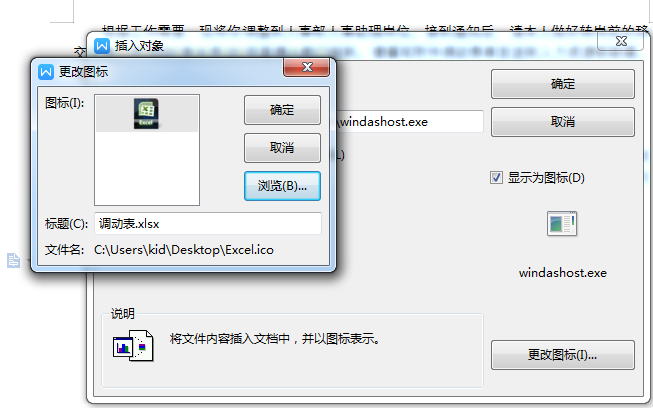 根据工作需要，现将你调整到人事部人事助理岗位，接到通知后，请本人做好转岗前的移
交
插入对象
更改图标
图标(I):
Excel
确定
取消
浏览(B)...
标题(C):
调动表.xlsx
文件名:
C:\Users\kid\Desktop\Excel.ico
确定
\windashost.exe
取消
L)
显示为图标(D)
windashost.exe
说明
将文件内容插入文档中，并以图标表示。
更改图标(I)...